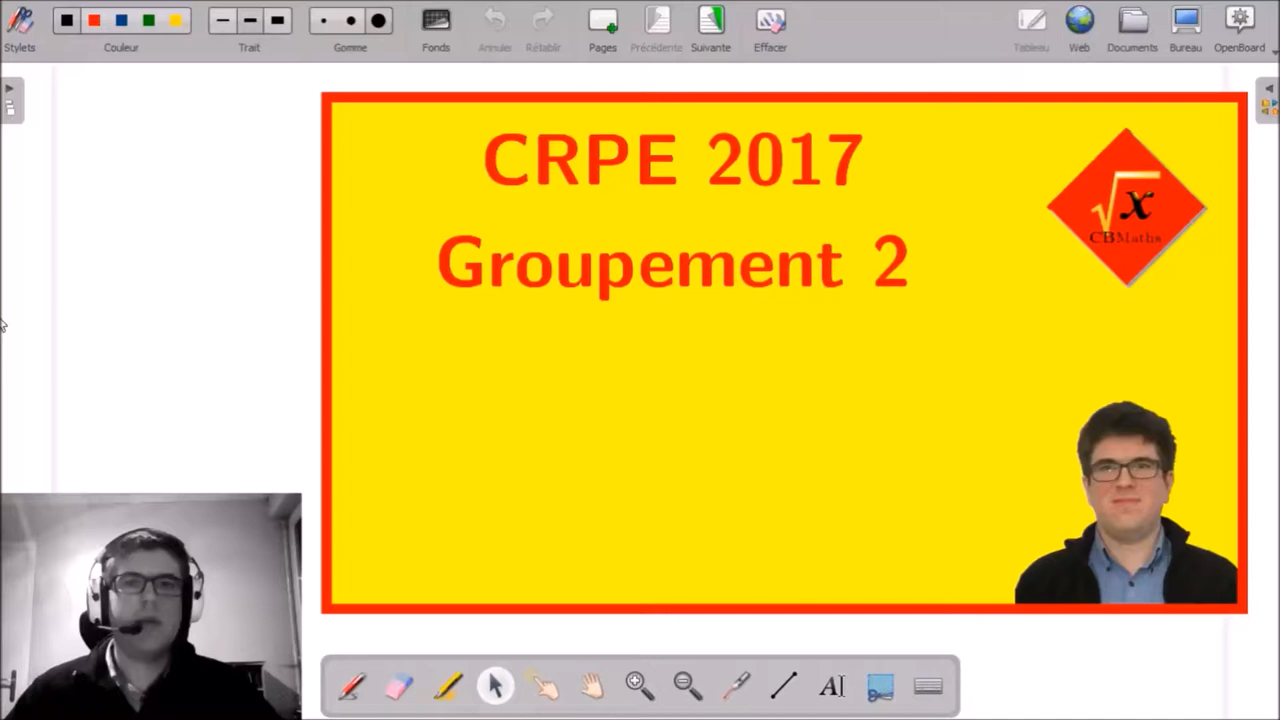 Stylets
Couleur
Trait
Gomme
Fonds
Annuler
Rétablir
Pages
Précédente
Suivante
Effacer
Tableau
Web
Documents
Bureau
OpenBoard
CRPE 2017
Groupement 2
√x
CBMaths
AI